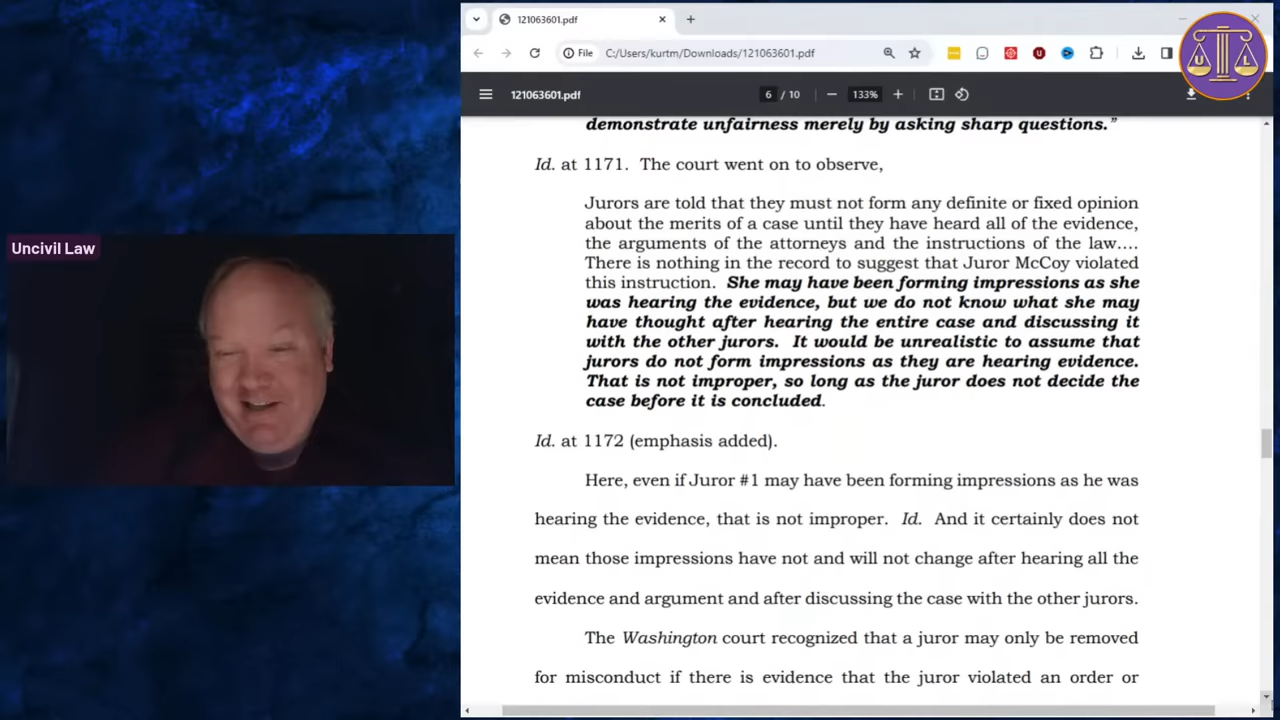 121063601.pdf
File
C:/Users/kurtm/Downloads/121063601.pdf
121063601.pdf
6 / 10
133%
U L
Uncivil Law
demonstrate unfairness merely by asking sharp questions.”
Id. at 1171. The court went on to observe,
Jurors are told that they must not form any definite or fixed opinion
about the merits of a case until they have heard all of the evidence,
the arguments of the attorneys and the instructions of the law....
There is nothing in the record to suggest that Juror McCoy violated
this instruction. She may have been forming impressions as she
was hearing the evidence, but we do not know what she may
have thought after hearing the entire case and discussing it
with the other jurors. It would be unrealistic to assume that
jurors do not form impressions as they are hearing evidence.
That is not improper, so long as the juror does not decide the
case before it is concluded.
Id. at 1172 (emphasis added).
Here, even if Juror #1 may have been forming impressions as he was
hearing the evidence, that is not improper. Id. And it certainly does not
mean those impressions have not and will not change after hearing all the
evidence and argument and after discussing the case with the other jurors.
The Washington court recognized that a juror may only be removed
for misconduct if there is evidence that the juror violated an order or